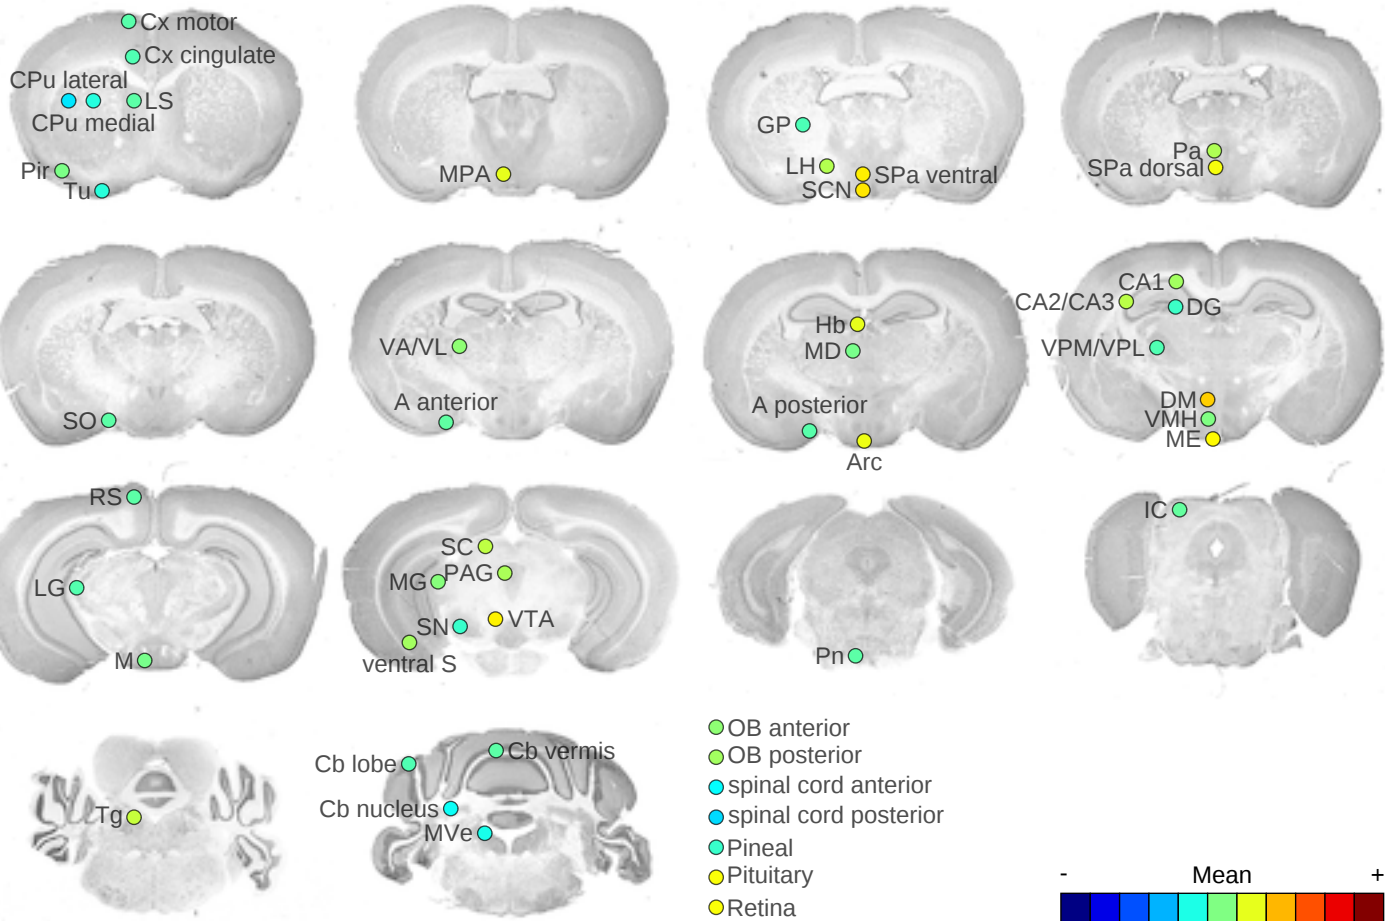 Cx motor
Cx cingulate
CPu lateral
LS
CPu medial
Pir
Tu
MPA
GP
LH
SPa ventral
SCN
Pa
SPa dorsal
SO
VA/VL
A anterior
Hb
MD
A posterior
Arc
CA1
CA2/CA3
DG
VPM/VPL
DM
VMH
ME
RS
LG
M
SC
PAG
MG
VTA
SN
ventral S
Pn
IC
Tg
Cb vermis
Cb lobe
Cb nucleus
MVe
OB anterior
OB posterior
spinal cord anterior
spinal cord posterior
Pineal
Pituitary
Retina
- Mean +